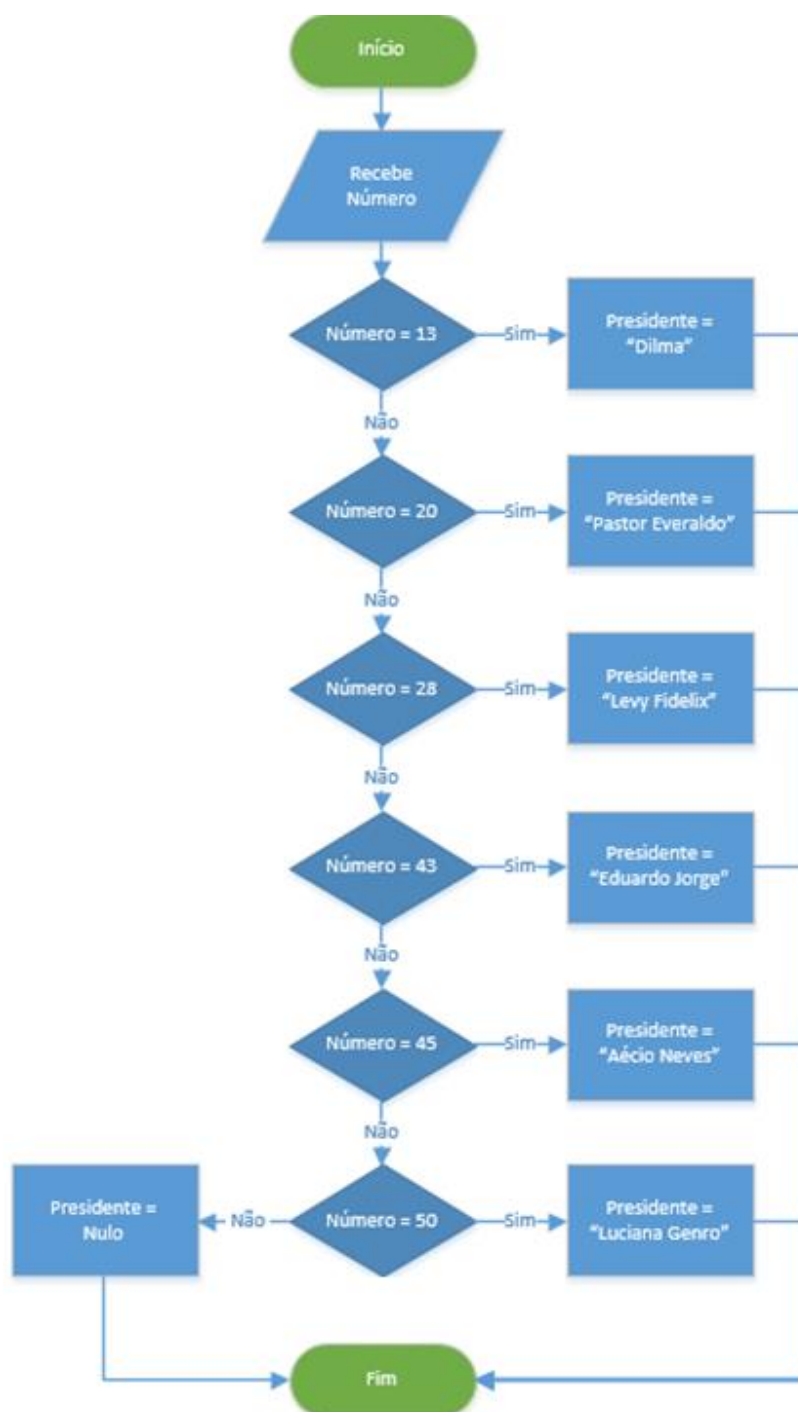 Início
Recebe
Número
Número = 13
Sim
Presidente =
“Dilma”
Não
Número = 20
Sim
Presidente =
“Pastor Everaldo”
Não
Número = 28
Sim
Presidente =
“Levy Fidelix”
Não
Número = 43
Sim
Presidente =
“Eduardo Jorge”
Não
Número = 45
Sim
Presidente =
“Aécio Neves”
Não
Presidente =
Nulo
Não
Número = 50
Sim
Presidente =
“Luciana Genro”
Fim